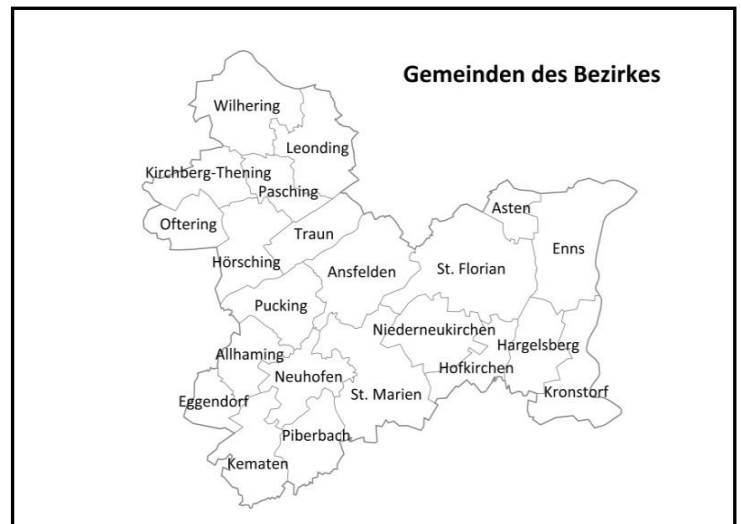 Gemeinden des Bezirkes
Wilhering
Leonding
Kirchberg-Thening
Pasching
Asten
Oftering
Traun
Enns
Hörsching
Ansfelden
St. Florian
Pucking
Niederneukirchen
Hargelsberg
Allhaming
Hofkirchen
Neuhofen
Kronstorf
St. Marien
Eggendorf
Piberbach
Kematen